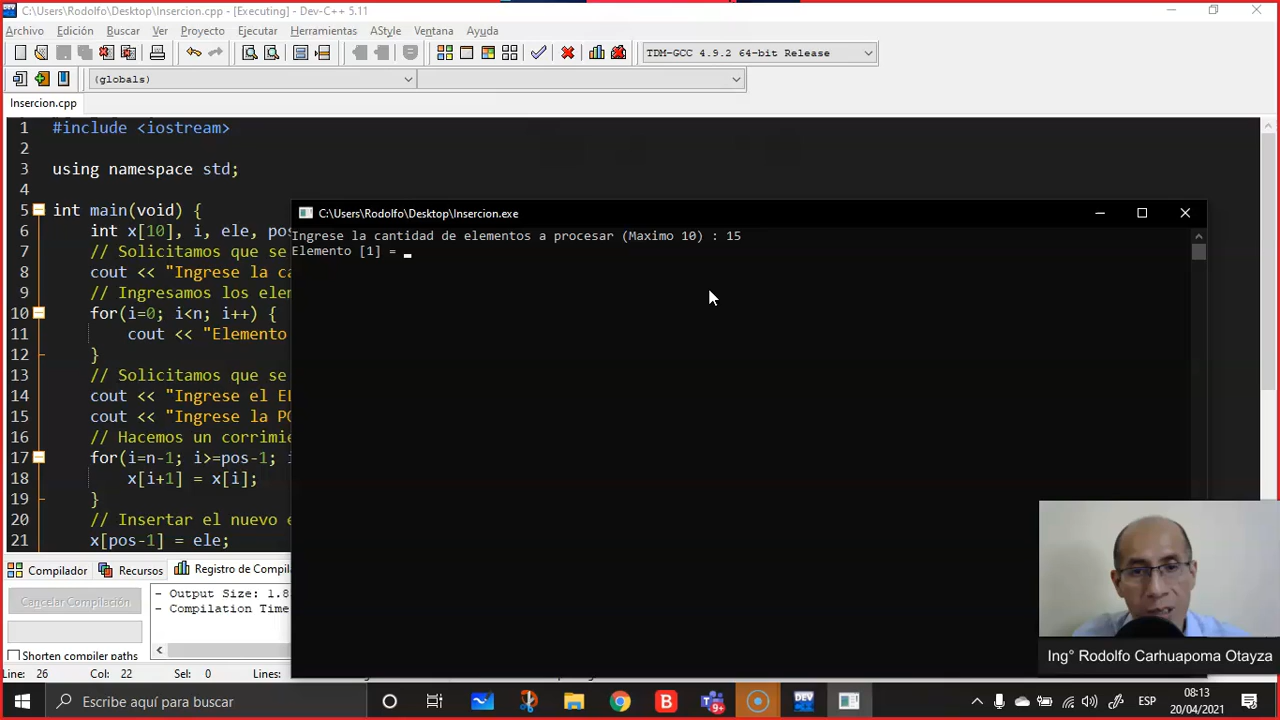 C:\Users\Rodolfo\Desktop\Insercion.cpp - [Executing] - Dev-C++ 5.11
Archivo Edición Buscar Ver Proyecto Ejecutar Herramientas AStyle Ventana Ayuda
TDM-GCC 4.9.2 64-bit Release
(globals)
Insercion.cpp
1 #include <iostream>
2
3 using namespace std;
4
5 int main(void) {
6 int x[10], i, ele, pos
7 // Solicitamos que se
8 cout << "Ingrese la ca
9 // Ingresamos los elem
10 for(i=0; i<n; i++) {
11 cout << "Elemento
12 }
13 // Solicitamos que se
14 cout << "Ingrese el El
15 cout << "Ingrese la PO
16 // Hacemos un corrimie
17 for(i=n-1; i>=pos-1; i
18 x[i+1] = x[i];
19 }
20 // Insertar el nuevo e
21 x[pos-1] = ele;
C:\Users\Rodolfo\Desktop\Insercion.exe
Ingrese la cantidad de elementos a procesar (Maximo 10) : 15
Elemento [1] = _
Compilador Recursos Registro de Compil
Cancelar Compilación
- Output Size: 1.8
- Compilation Time
Shorten compiler paths
Line: 26 Col: 22 Sel: 0 Lines:
Ing° Rodolfo Carhuapoma Otayza
Escribe aquí para buscar
B
9+
DEV
ESP
08:13
20/04/2021